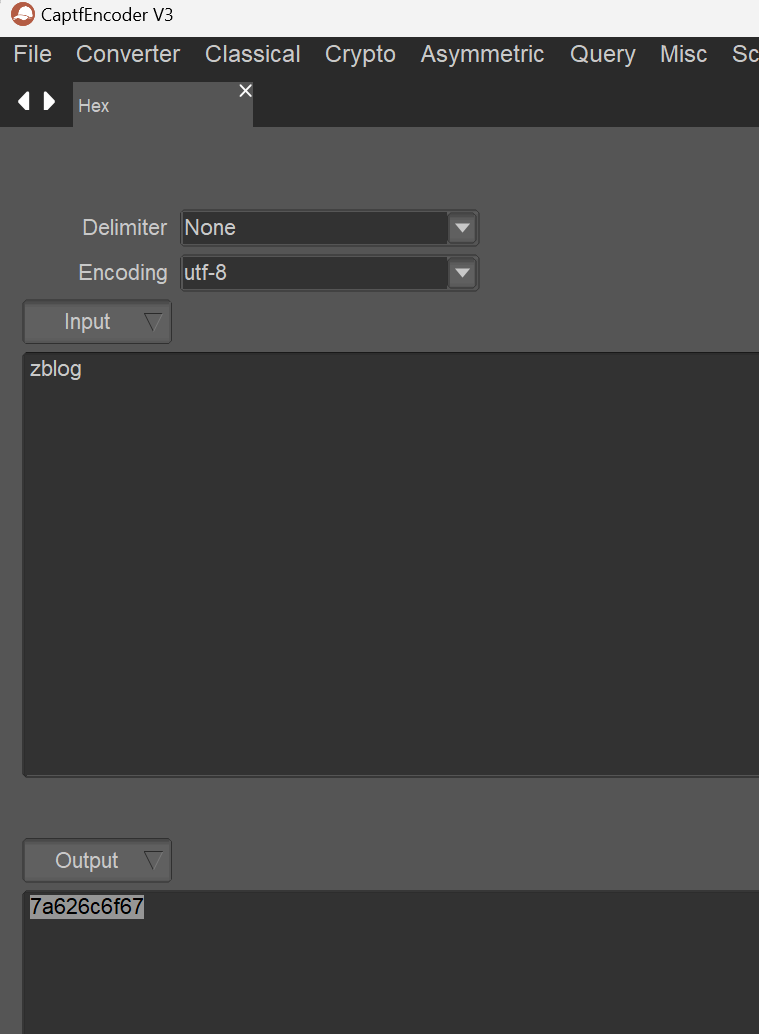 CaptfEncoder V3
File Converter Classical Crypto Asymmetric Query Misc Sc
Hex
Delimiter None
Encoding utf-8
Input
zblog
Output
7a626c6f67